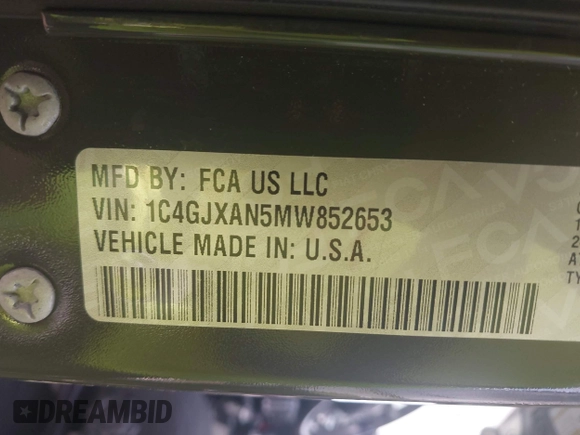 MFD BY: FCA US LLC
VIN: 1C4GJXAN5MW852653
VEHICLE MADE IN: U.S.A.
DREAMBID